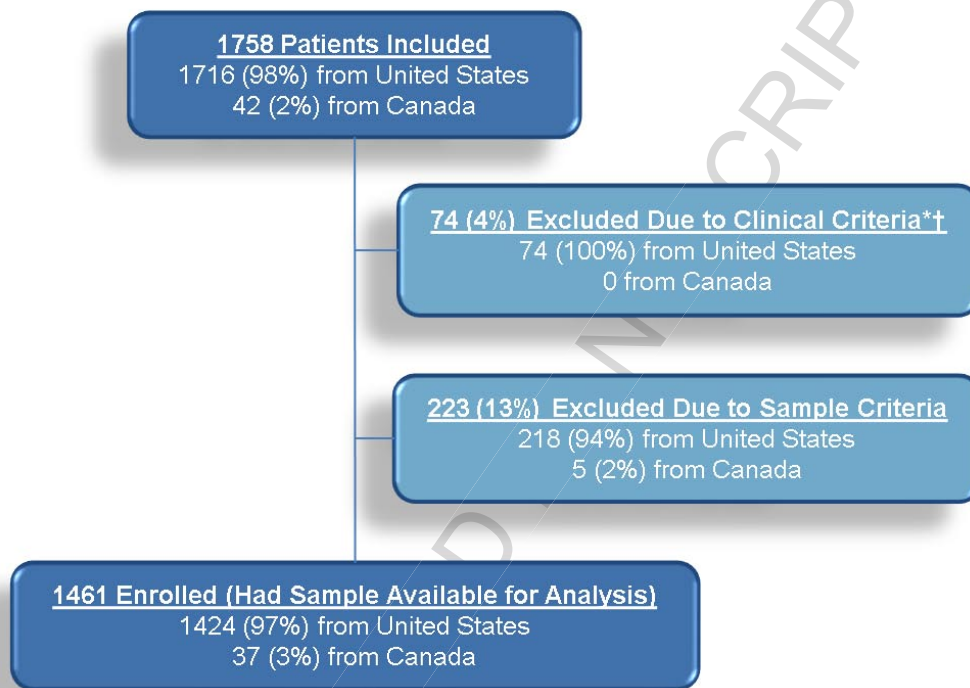 1758 Patients Included
1716 (98%) from United States
42 (2%) from Canada
74 (4%) Excluded Due to Clinical Criteria*†
74 (100%) from United States
0 from Canada
223 (13%) Excluded Due to Sample Criteria
218 (94%) from United States
5 (2%) from Canada
1461 Enrolled (Had Sample Available for Analysis)
1424 (97%) from United States
37 (3%) from Canada